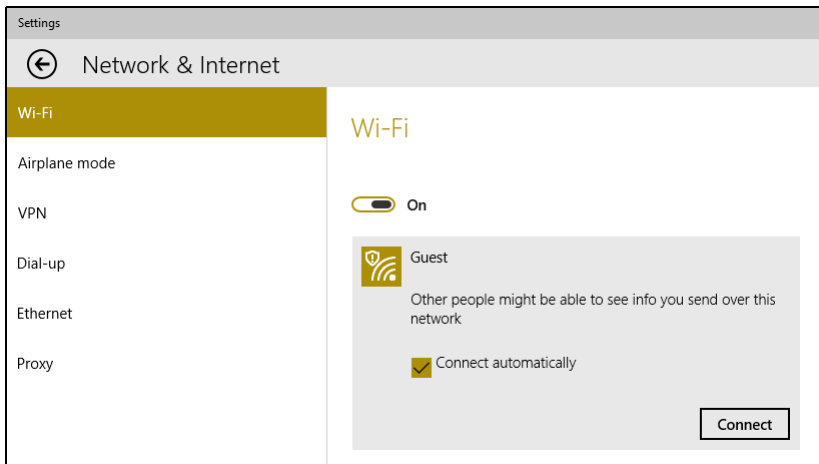 Settings
Network & Internet
Wi-Fi
Airplane mode
VPN
Dial-up
Ethernet
Proxy
Wi-Fi
On
Guest
Other people might be able to see info you send over this
network
Connect automatically
Connect